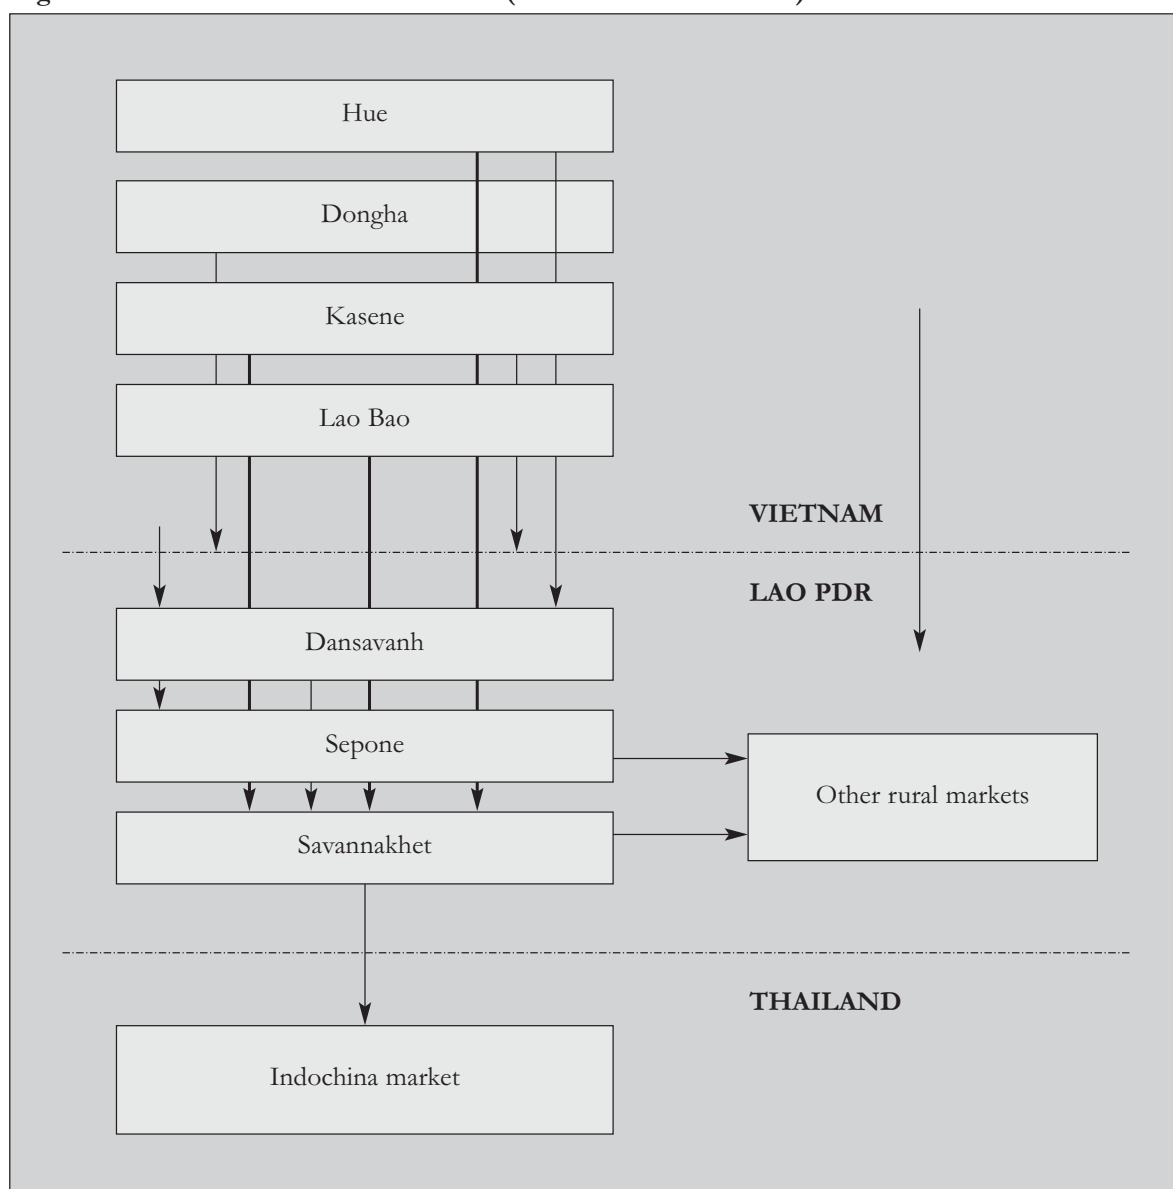 Hue
Dongha
Kasene
Lao Bao
VIETNAM
LAO PDR
Dansavanh
Sepone
Other rural markets
Savannakhet
THAILAND
Indochina market